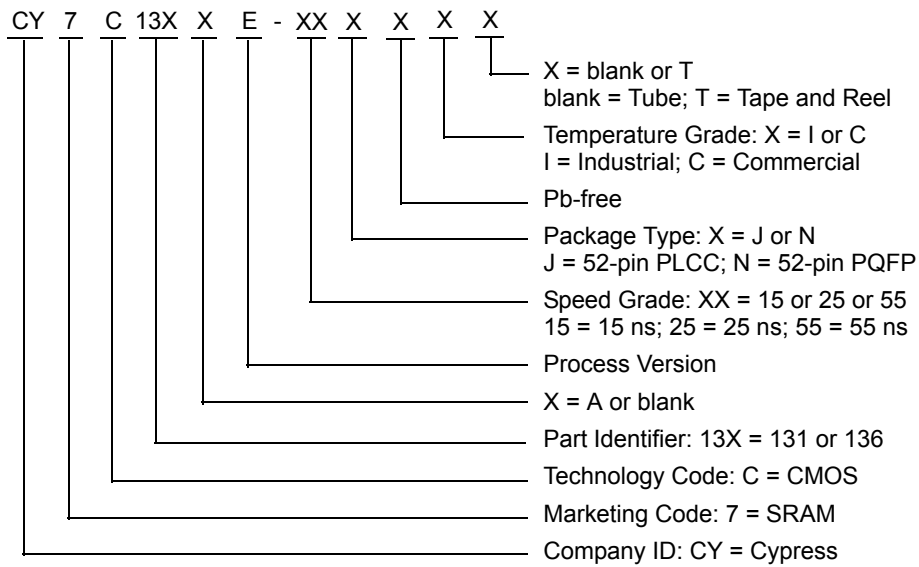 CY 7 C 13X X E - XX X X X X
X = blank or T
blank = Tube; T = Tape and Reel
Temperature Grade: X = I or C
I = Industrial; C = Commercial
Pb-free
Package Type: X = J or N
J = 52-pin PLCC; N = 52-pin PQFP
Speed Grade: XX = 15 or 25 or 55
15 = 15 ns; 25 = 25 ns; 55 = 55 ns
Process Version
X = A or blank
Part Identifier: 13X = 131 or 136
Technology Code: C = CMOS
Marketing Code: 7 = SRAM
Company ID: CY = Cypress